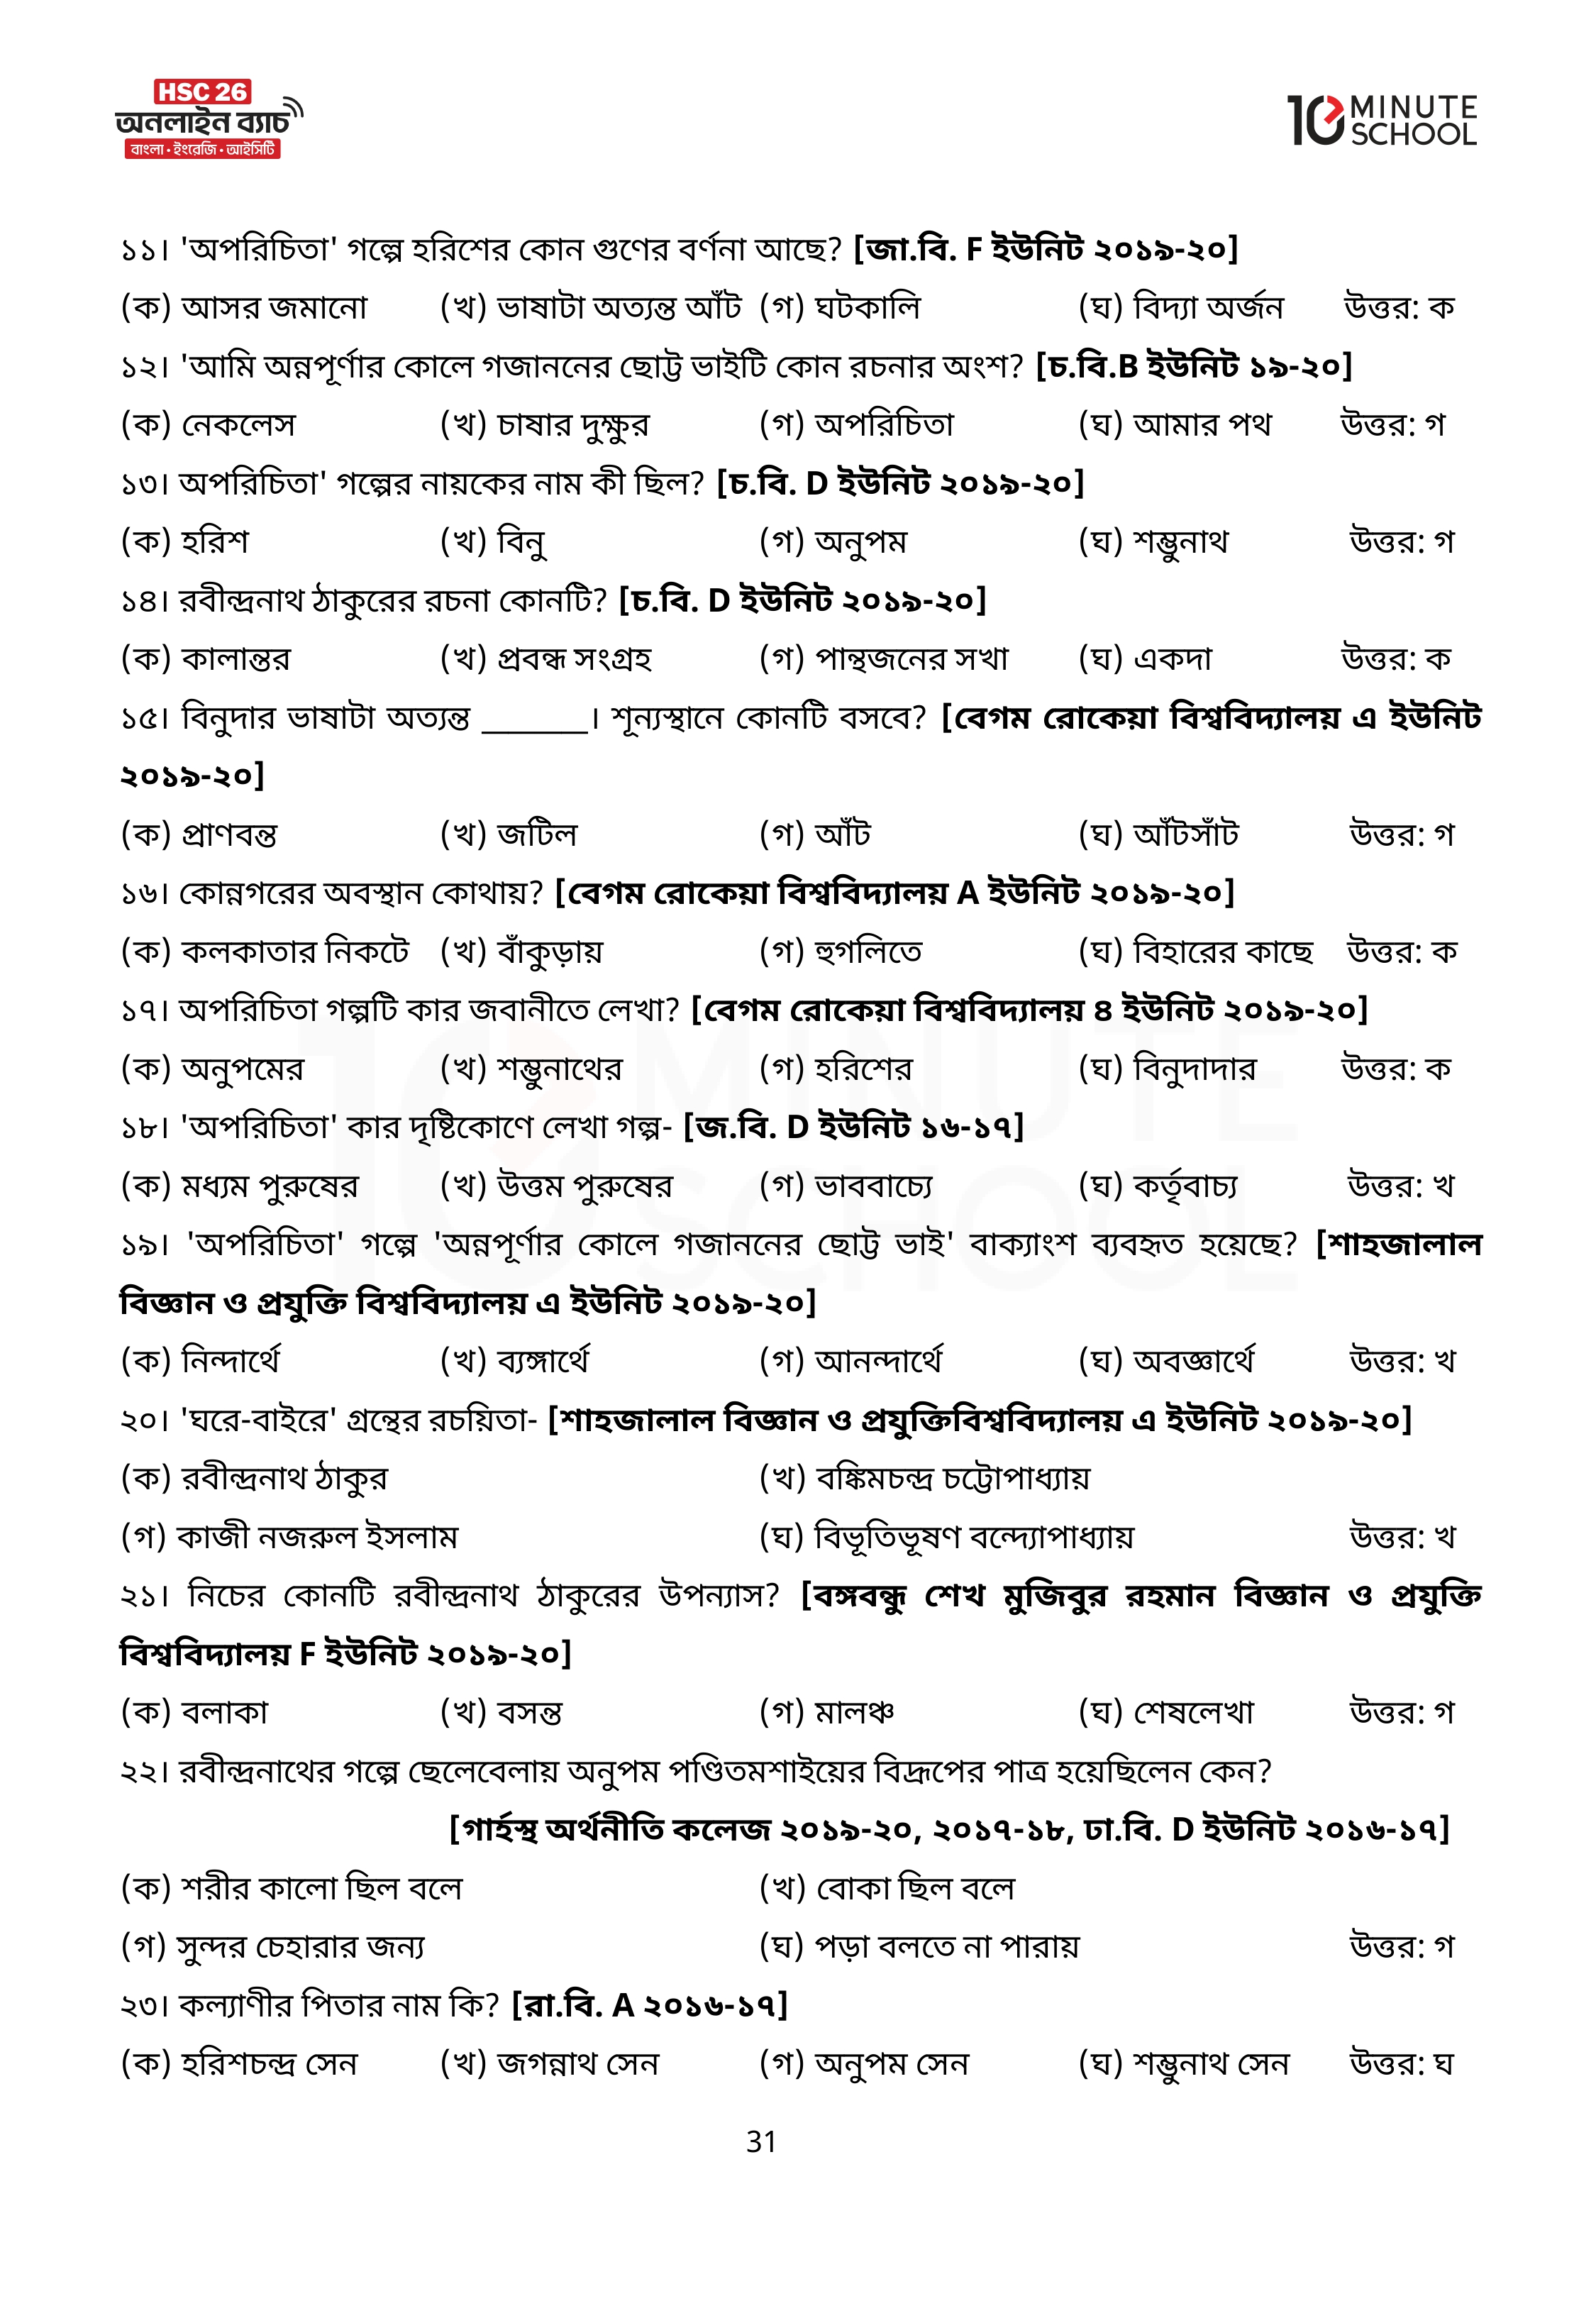 HSC 26
অনলাইন ব্যাচ
বাংলা • ইংরেজি • আইসিটি
10 MINUTE SCHOOL
১১। 'অপরিচিতা' গল্পে হরিশের কোন গুণের বর্ণনা আছে? [জা.বি. F ইউনিট ২০১৯-২০]
(ক) আসর জমানো (খ) ভাষাটা অত্যন্ত আঁট (গ) ঘটকালি (ঘ) বিদ্যা অর্জন উত্তর: ক
১২। 'আমি অন্নপূর্ণার কোলে গজাননের ছোট্ট ভাইটি কোন রচনার অংশ? [চ.বি.B ইউনিট ১৯-২০]
(ক) নেকলেস (খ) চাষার দুক্ষুর (গ) অপরিচিতা (ঘ) আমার পথ উত্তর: গ
১৩। অপরিচিতা' গল্পের নায়কের নাম কী ছিল? [চ.বি. D ইউনিট ২০১৯-২০]
(ক) হরিশ (খ) বিনু (গ) অনুপম (ঘ) শম্ভুনাথ উত্তর: গ
১৪। রবীন্দ্রনাথ ঠাকুরের রচনা কোনটি? [চ.বি. D ইউনিট ২০১৯-২০]
(ক) কালান্তর (খ) প্রবন্ধ সংগ্রহ (গ) পান্থজনের সখা (ঘ) একদা উত্তর: ক
১৫। বিনুদার ভাষাটা অত্যন্ত _______। শূন্যস্থানে কোনটি বসবে? [বেগম রোকেয়া বিশ্ববিদ্যালয় এ ইউনিট
২০১৯-২০]
(ক) প্রাণবন্ত (খ) জটিল (গ) আঁট (ঘ) আঁটসাঁট উত্তর: গ
১৬। কোন্নগরের অবস্থান কোথায়? [বেগম রোকেয়া বিশ্ববিদ্যালয় A ইউনিট ২০১৯-২০]
(ক) কলকাতার নিকটে (খ) বাঁকুড়ায় (গ) হুগলিতে (ঘ) বিহারের কাছে উত্তর: ক
১৭। অপরিচিতা গল্পটি কার জবানীতে লেখা? [বেগম রোকেয়া বিশ্ববিদ্যালয় ৪ ইউনিট ২০১৯-২০]
(ক) অনুপমের (খ) শম্ভুনাথের (গ) হরিশের (ঘ) বিনুদাদার উত্তর: ক
১৮। 'অপরিচিতা' কার দৃষ্টিকোণে লেখা গল্প- [জ.বি. D ইউনিট ১৬-১৭]
(ক) মধ্যম পুরুষের (খ) উত্তম পুরুষের (গ) ভাববাচ্যে (ঘ) কর্তৃবাচ্য উত্তর: খ
১৯। 'অপরিচিতা' গল্পে 'অন্নপূর্ণার কোলে গজাননের ছোট্ট ভাই' বাক্যাংশ ব্যবহৃত হয়েছে? [শাহজালাল
বিজ্ঞান ও প্রযুক্তি বিশ্ববিদ্যালয় এ ইউনিট ২০১৯-২০]
(ক) নিন্দার্থে (খ) ব্যঙ্গার্থে (গ) আনন্দার্থে (ঘ) অবজ্ঞার্থে উত্তর: খ
২০। 'ঘরে-বাইরে' গ্রন্থের রচয়িতা- [শাহজালাল বিজ্ঞান ও প্রযুক্তিবিশ্ববিদ্যালয় এ ইউনিট ২০১৯-২০]
(ক) রবীন্দ্রনাথ ঠাকুর (খ) বঙ্কিমচন্দ্র চট্টোপাধ্যায়
(গ) কাজী নজরুল ইসলাম (ঘ) বিভূতিভূষণ বন্দ্যোপাধ্যায় উত্তর: খ
২১। নিচের কোনটি রবীন্দ্রনাথ ঠাকুরের উপন্যাস? [বঙ্গবন্ধু শেখ মুজিবুর রহমান বিজ্ঞান ও প্রযুক্তি
বিশ্ববিদ্যালয় F ইউনিট ২০১৯-২০]
(ক) বলাকা (খ) বসন্ত (গ) মালঞ্চ (ঘ) শেষলেখা উত্তর: গ
২২। রবীন্দ্রনাথের গল্পে ছেলেবেলায় অনুপম পণ্ডিতমশাইয়ের বিদ্রূপের পাত্র হয়েছিলেন কেন?
[গার্হস্থ অর্থনীতি কলেজ ২০১৯-২০, ২০১৭-১৮, ঢা.বি. D ইউনিট ২০১৬-১৭]
(ক) শরীর কালো ছিল বলে (খ) বোকা ছিল বলে
(গ) সুন্দর চেহারার জন্য (ঘ) পড়া বলতে না পারায় উত্তর: গ
২৩। কল্যাণীর পিতার নাম কি? [রা.বি. A ২০১৬-১৭]
(ক) হরিশচন্দ্র সেন (খ) জগন্নাথ সেন (গ) অনুপম সেন (ঘ) শম্ভুনাথ সেন উত্তর: ঘ
31